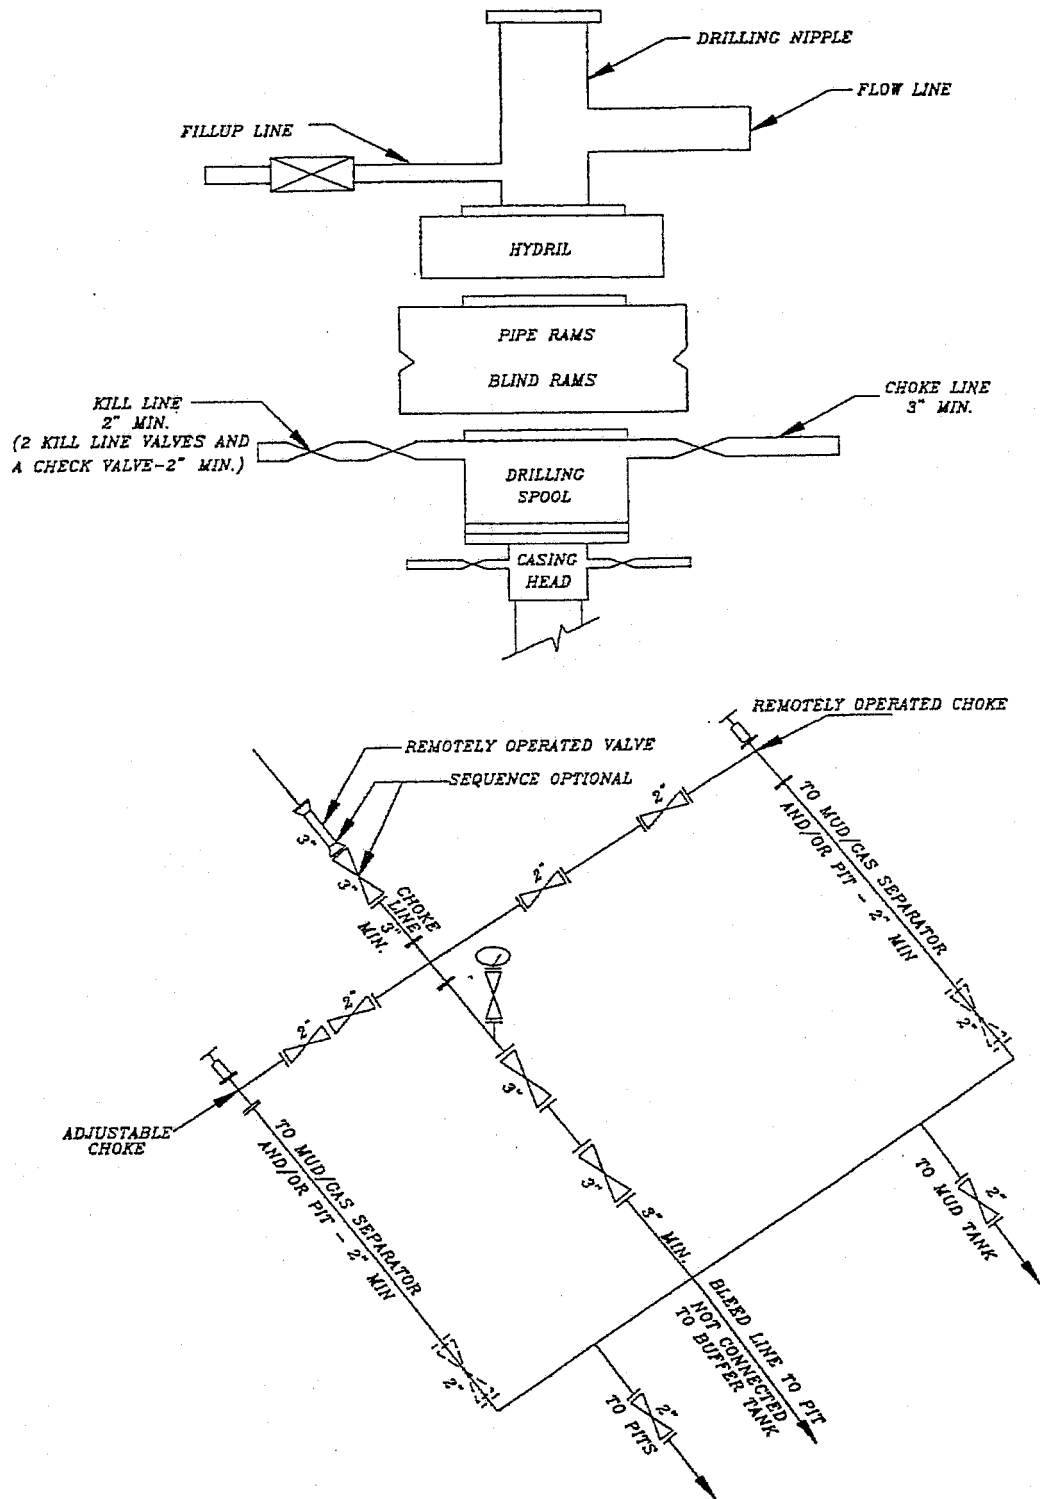 DRILLING NIPPLE
FLOW LINE
FILLUP LINE
HYDRIL
PIPE RAMS
BLIND RAMS
KILL LINE
2" MIN.
(2 KILL LINE VALVES AND
A CHECK VALVE-2" MIN.)
CHOKE LINE
3" MIN.
DRILLING
SPOOL
CASING
HEAD
REMOTELY OPERATED CHOKE
REMOTELY OPERATED VALVE
SEQUENCE OPTIONAL
3"
3"
CHOKE
LINE
3"
MIN.
2"
2"
TO MUD/GAS SEPARATOR
AND/OR PIT - 2" MIN
2"
2"
2"
ADJUSTABLE
CHOKE
TO MUD/GAS SEPARATOR
AND/OR PIT - 2" MIN
2"
3"
3"
3" MIN.
BLEED LINE TO PIT
NOT CONNECTED
TO BUFFER TANK
2"
TO MUD TANK
2"
TO PITS